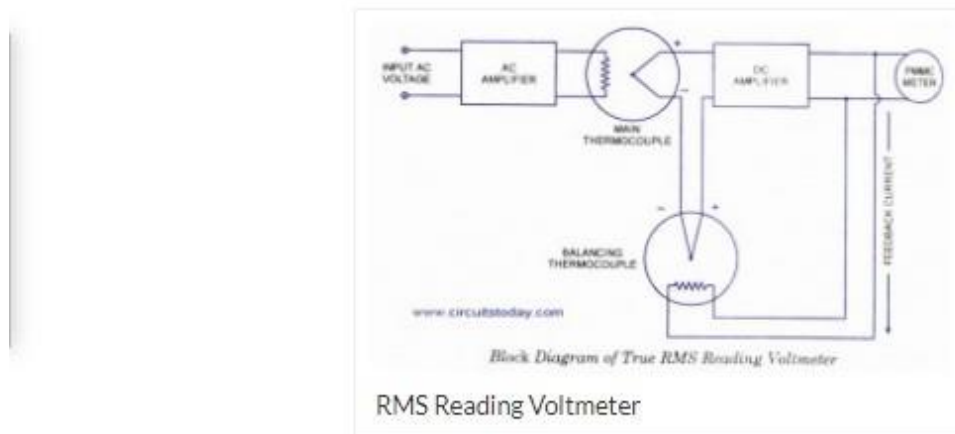 INPUT AC
VOLTAGE
AC
AMPLIFIER
+
−
DC
AMPLIFIER
PMMC
METER
MAIN
THERMOCOUPLE
FEEDBACK CURRENT
−
+
BALANCING
THERMOCOUPLE
www.circuitstoday.com
Block Diagram of True RMS Reading Voltmeter
RMS Reading Voltmeter